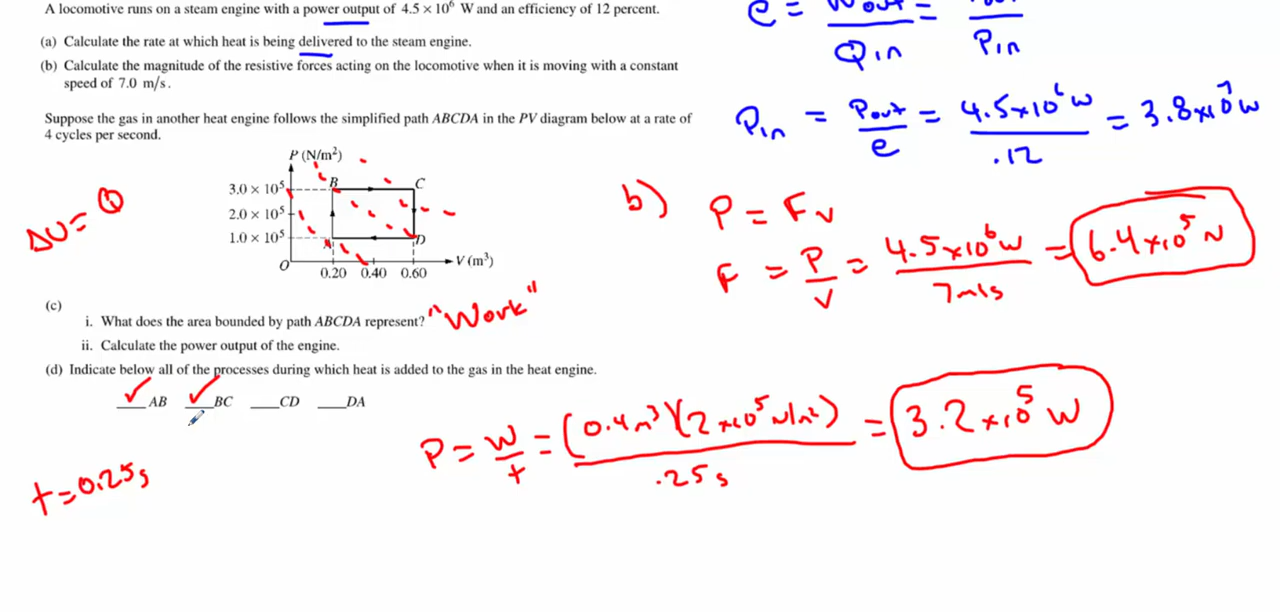 A locomotive runs on a steam engine with a power output of 4.5 × 10⁶ W and an efficiency of 12 percent.
(a) Calculate the rate at which heat is being delivered to the steam engine.
(b) Calculate the magnitude of the resistive forces acting on the locomotive when it is moving with a constant
speed of 7.0 m/s.
Suppose the gas in another heat engine follows the simplified path ABCDA in the PV diagram below at a rate of
4 cycles per second.
e = Wout / Qin = / Pin
Pin = Pout / e = 4.5×10⁶ W / .12 = 3.8×10⁷ W
P (N/m²)
B
C
3.0 × 10⁵
2.0 × 10⁵
1.0 × 10⁵
A
D
O
0.20 0.40 0.60
V (m³)
ΔU = Q
b) P = Fv
F = P / v = 4.5×10⁶ W / 7m/s = 6.4×10⁵ N
(c)
i. What does the area bounded by path ABCDA represent? "Work"
ii. Calculate the power output of the engine.
(d) Indicate below all of the processes during which heat is added to the gas in the heat engine.
✓ AB ✓ BC ___CD ___DA
P = W / t = (0.4m³)(2×10⁵ N/m²) / .25 s = 3.2×10⁵ W
t = 0.25s